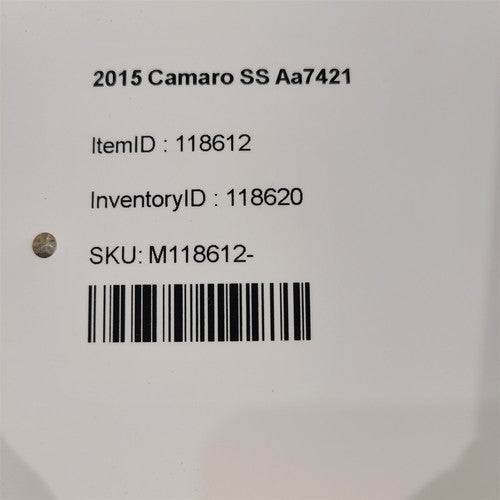 2015 Camaro SS Aa7421
ItemID : 118612
InventoryID : 118620
SKU: M118612-